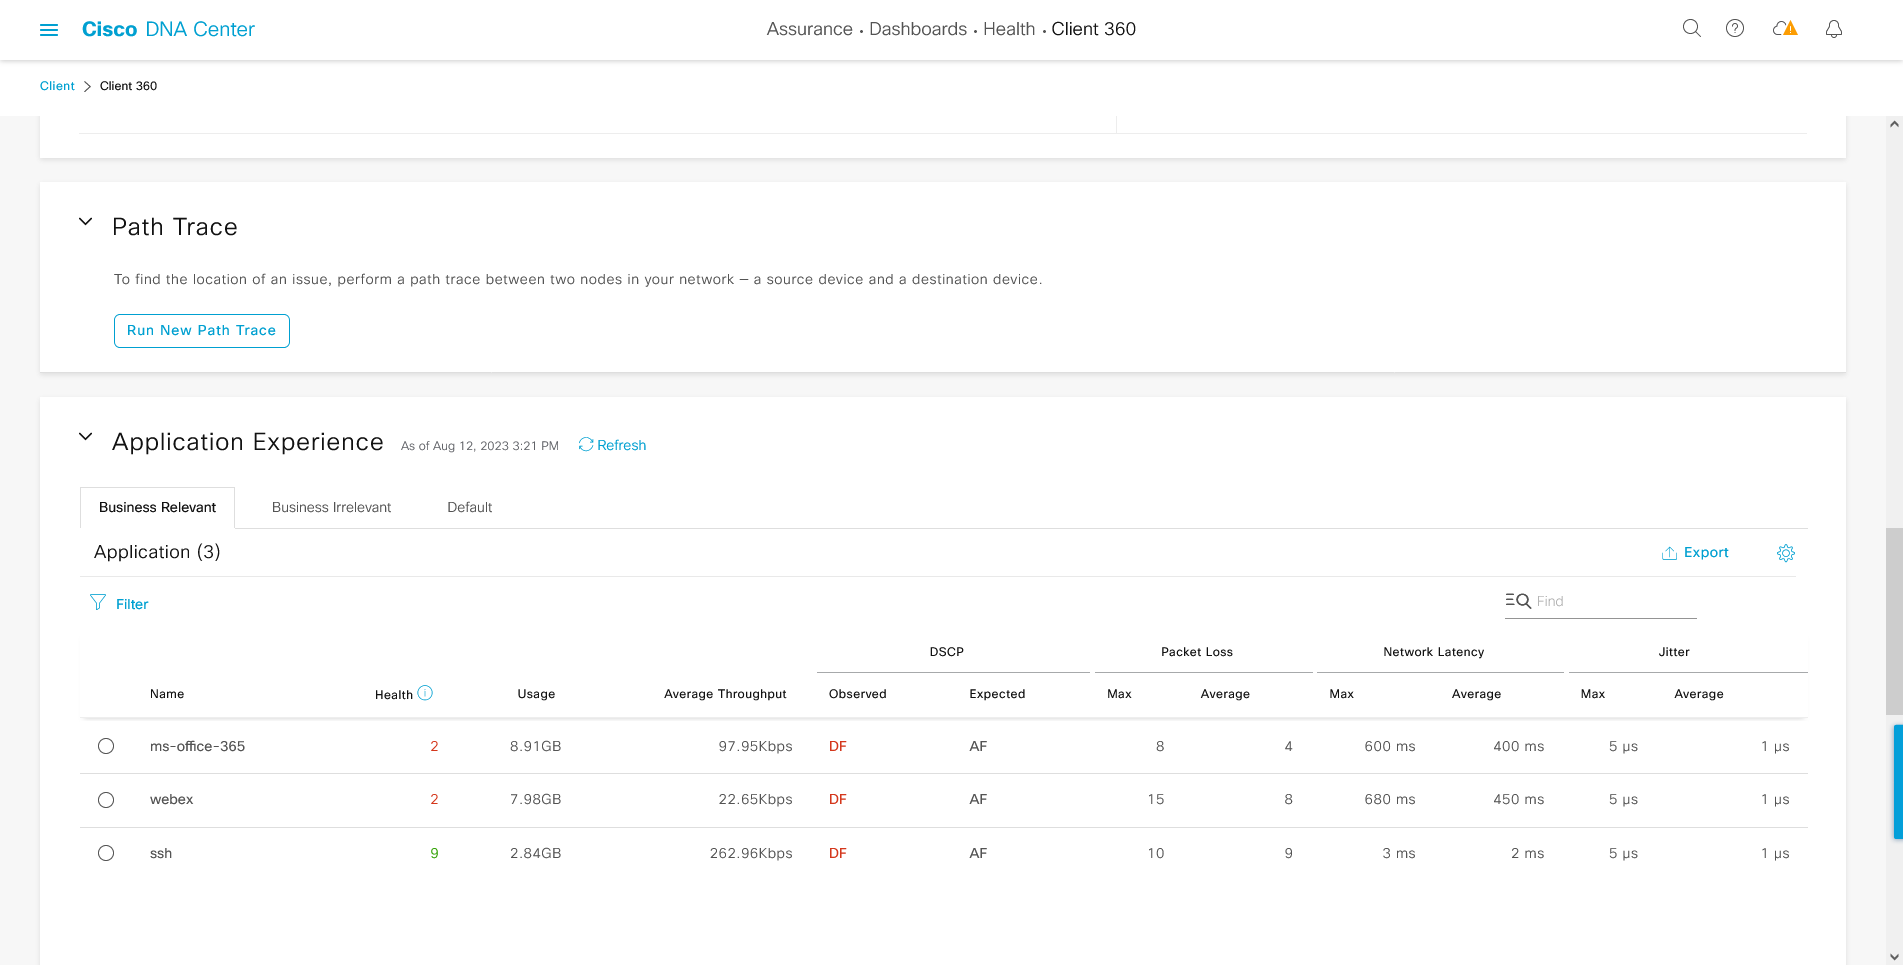 Cisco DNA Center
Assurance • Dashboards • Health • Client 360
Client > Client 360
Path Trace
To find the location of an issue, perform a path trace between two nodes in your network – a source device and a destination device.
Run New Path Trace
Application Experience As of Aug 12, 2023 3:21 PM Refresh
Business Relevant Business Irrelevant Default
Application (3) Export
Filter Find
DSCP Packet Loss Network Latency Jitter
Name Health Usage Average Throughput Observed Expected Max Average Max Average Max Average
ms-office-365 2 8.91GB 97.95Kbps DF AF 8 4 600 ms 400 ms 5 µs 1 µs
webex 2 7.98GB 22.65Kbps DF AF 15 8 680 ms 450 ms 5 µs 1 µs
ssh 9 2.84GB 262.96Kbps DF AF 10 9 3 ms 2 ms 5 µs 1 µs